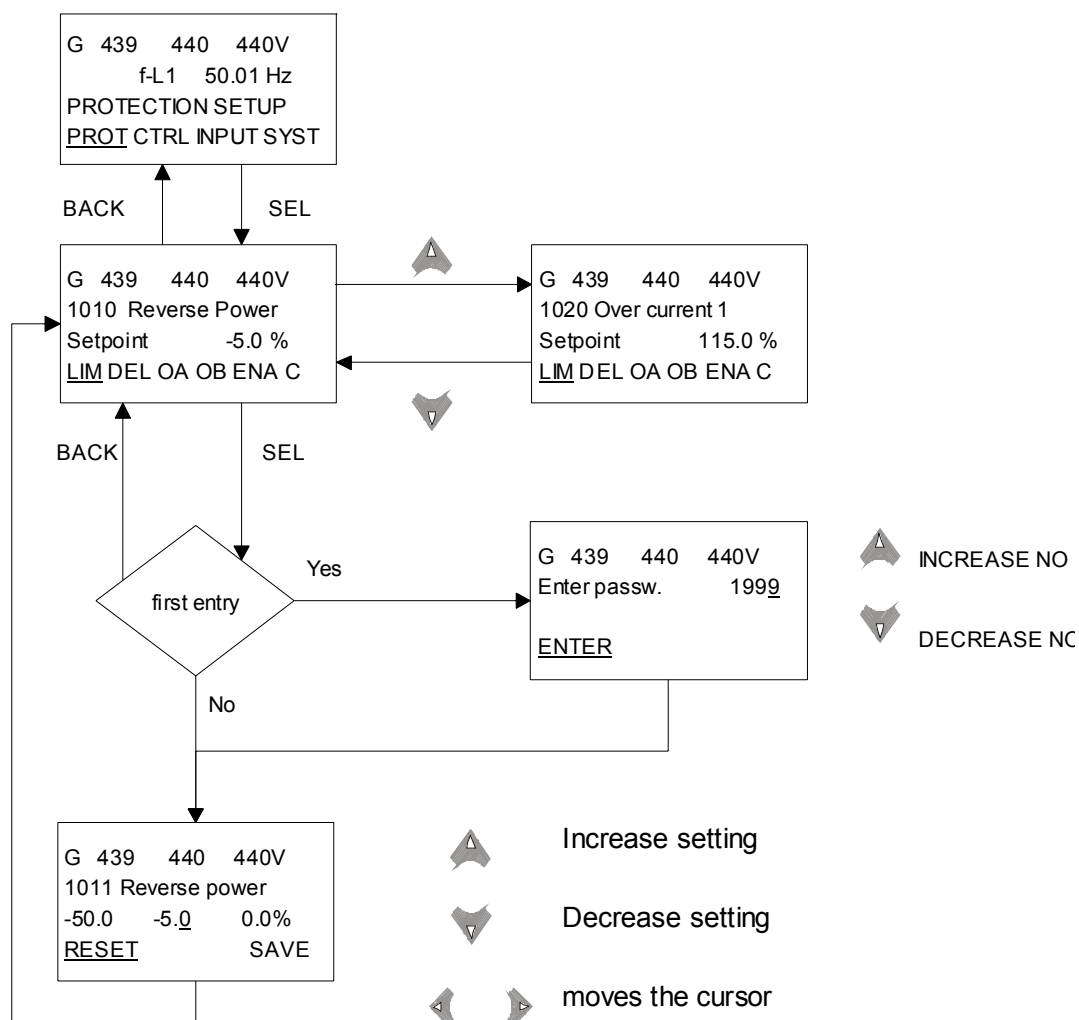 G 439 440 440V
f-L1 50.01 Hz
PROTECTION SETUP
PROT CTRL INPUT SYST
BACK
SEL
G 439 440 440V
1010 Reverse Power
Setpoint -5.0 %
LIM DEL OA OB ENA C
G 439 440 440V
1020 Over current 1
Setpoint 115.0 %
LIM DEL OA OB ENA C
BACK
SEL
first entry
Yes
G 439 440 440V
Enter passw. 1999
ENTER
INCREASE NO
DECREASE NO
No
G 439 440 440V
1011 Reverse power
-50.0 -5.0 0.0%
RESET SAVE
Increase setting
Decrease setting
moves the cursor